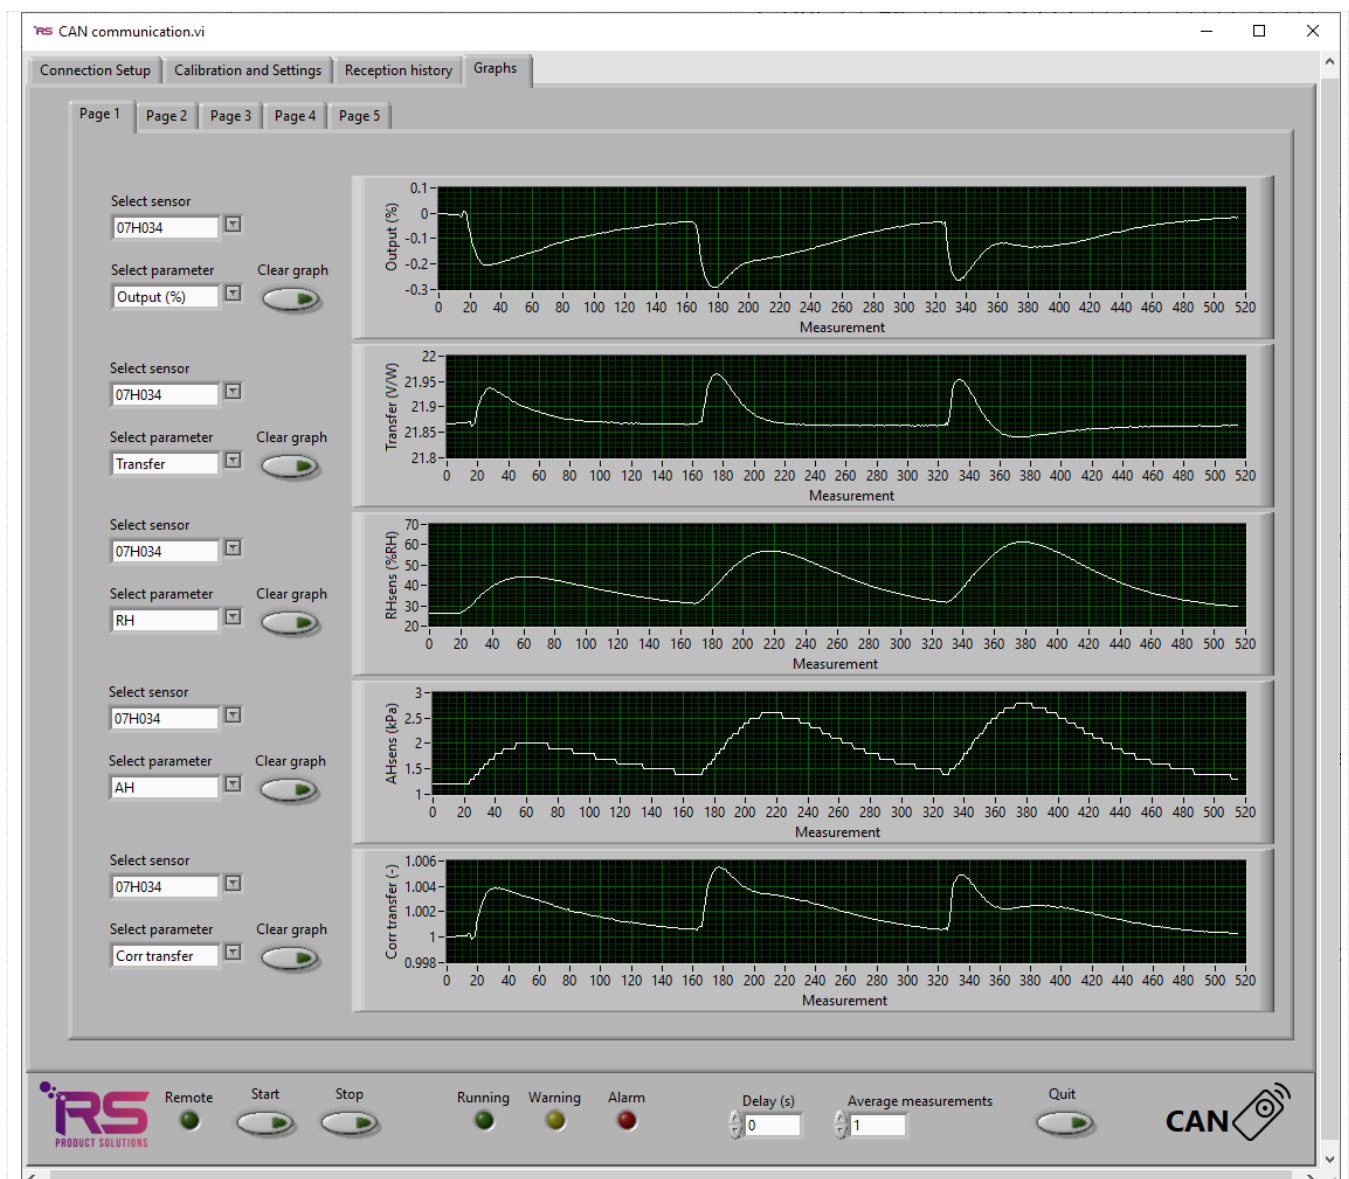 RS CAN communication.vi
Connection Setup Calibration and Settings Reception history Graphs
Page 1 Page 2 Page 3 Page 4 Page 5
Select sensor
07H034
Select parameter Clear graph
Output (%)
Output (%)
0.1
0
-0.1
-0.2
-0.3
0 20 40 60 80 100 120 140 160 180 200 220 240 260 280 300 320 340 360 380 400 420 440 460 480 500 520
Measurement
Select sensor
07H034
Select parameter Clear graph
Transfer
Transfer (V/W)
22
21.95
21.9
21.85
21.8
0 20 40 60 80 100 120 140 160 180 200 220 240 260 280 300 320 340 360 380 400 420 440 460 480 500 520
Measurement
Select sensor
07H034
Select parameter Clear graph
RH
RHsens (%RH)
70
60
50
40
30
20
0 20 40 60 80 100 120 140 160 180 200 220 240 260 280 300 320 340 360 380 400 420 440 460 480 500 520
Measurement
Select sensor
07H034
Select parameter Clear graph
AH
AHsens (kPa)
3
2.5
2
1.5
1
0 20 40 60 80 100 120 140 160 180 200 220 240 260 280 300 320 340 360 380 400 420 440 460 480 500 520
Measurement
Select sensor
07H034
Select parameter Clear graph
Corr transfer
Corr transfer (-)
1.006
1.004
1.002
1
0.998
0 20 40 60 80 100 120 140 160 180 200 220 240 260 280 300 320 340 360 380 400 420 440 460 480 500 520
Measurement
RS
PRODUCT SOLUTIONS
Remote Start Stop Running Warning Alarm Delay (s) Average measurements Quit
0 1
CAN